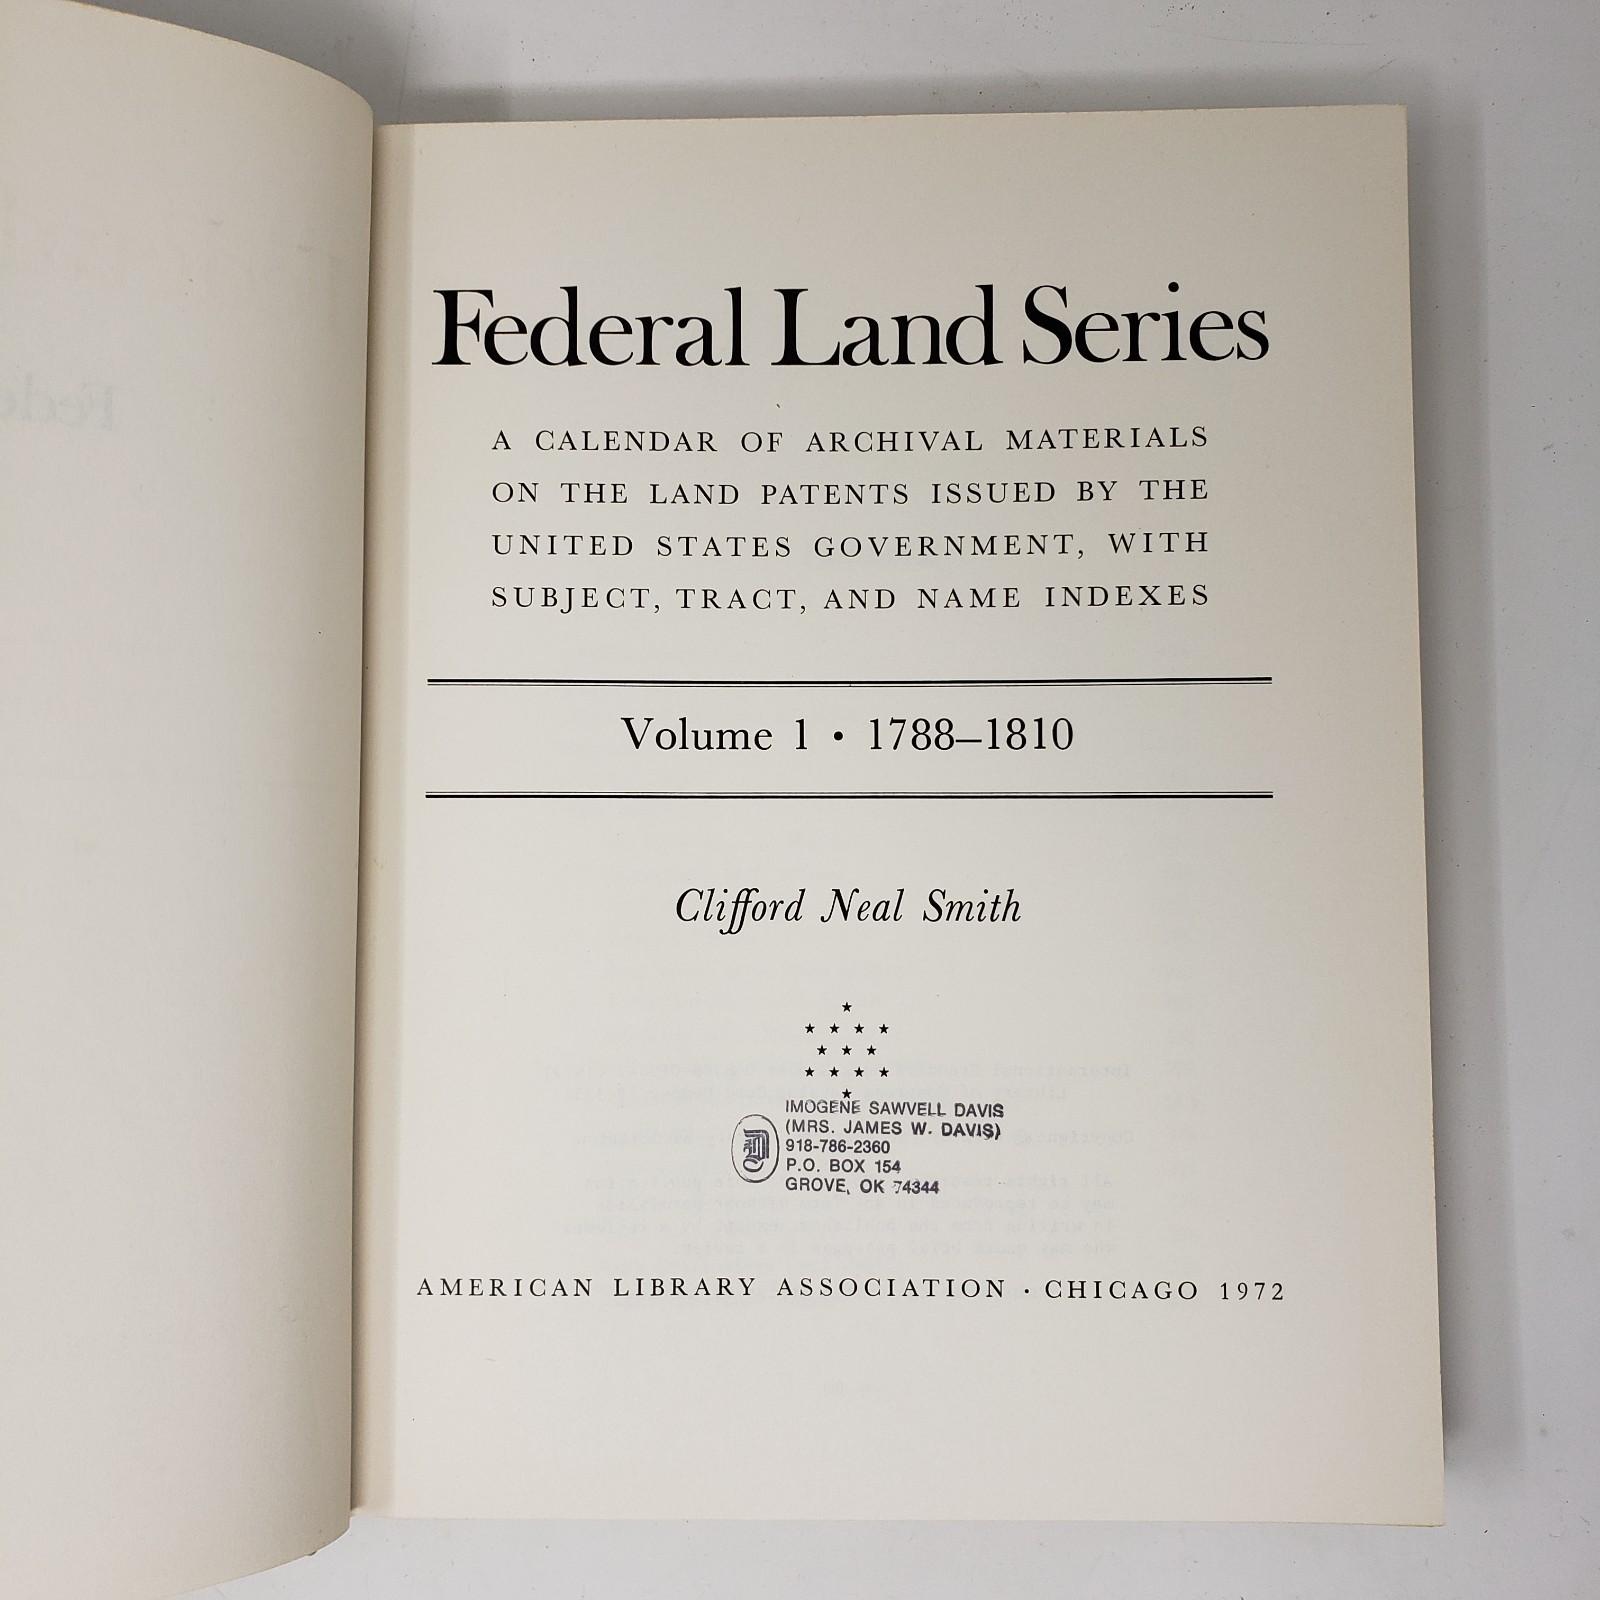 Federal Land Series
A CALENDAR OF ARCHIVAL MATERIALS
ON THE LAND PATENTS ISSUED BY THE
UNITED STATES GOVERNMENT, WITH
SUBJECT, TRACT, AND NAME INDEXES
Volume 1 • 1788–1810
Clifford Neal Smith
IMOGENE SAWVELL DAVIS
(MRS. JAMES W. DAVIS)
918-786-2360
P.O. BOX 154
GROVE, OK 74344
D
AMERICAN LIBRARY ASSOCIATION · CHICAGO 1972